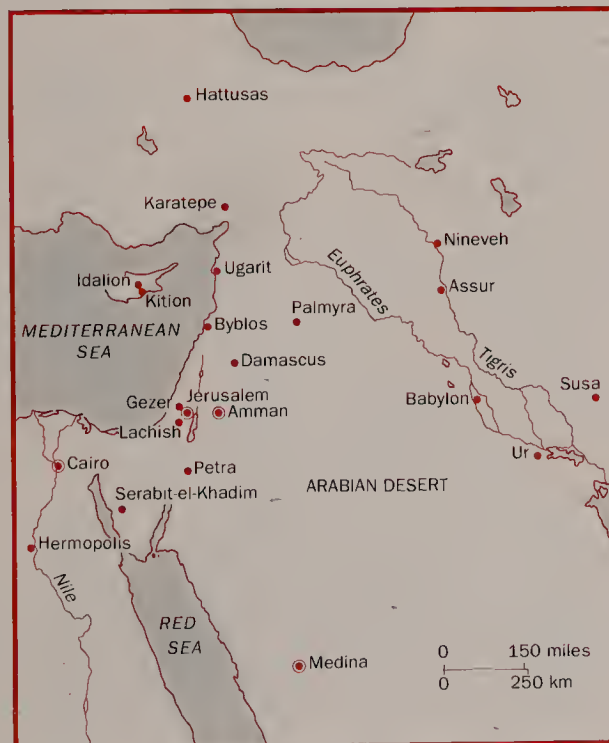 Hattusas
Karatepe
Nineveh
Ugarit
Idalion
Kition
Euphrates
Assur
Palmyra
MEDITERRANEAN
SEA
Byblos
Tigris
Damascus
Susa
Gezer
Jerusalem
Babylon
Amman
Lachish
Ur
Cairo
Petra
ARABIAN DESERT
Serabit-el-Khadim
Hermopolis
Nile
RED
SEA
Medina
0 150 miles
0 250 km